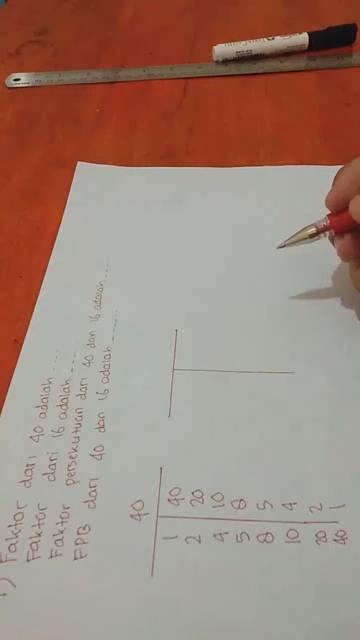 1) Faktor dari 40 adalah ....
Faktor dari 16 adalah ----
Faktor persekutuan dari 40 dan 16 adalah ....
FPB dari 40 dan 16 adalah -----
40
1 40
2 20
4 10
5 8
8 5
10 4
20 2
40 1